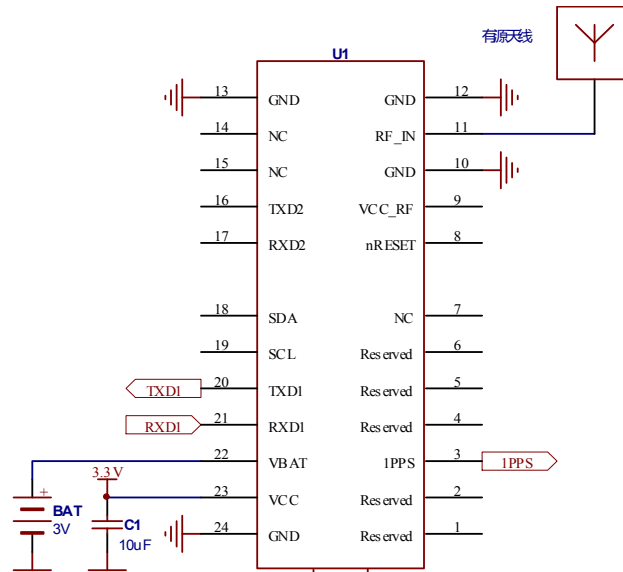 有源天线
U1
13 GND GND 12
14 NC RF_IN 11
15 NC GND 10
16 TXD2 VCC_RF 9
17 RXD2 nRESET 8
18 SDA NC 7
19 SCL Reserved 6
TXD1 20 TXD1 Reserved 5
RXD1 21 RXD1 Reserved 4
22 VBAT 1PPS 3 1PPS
3.3V
+
BAT
3V
C1
10uF
23 VCC Reserved 2
24 GND Reserved 1